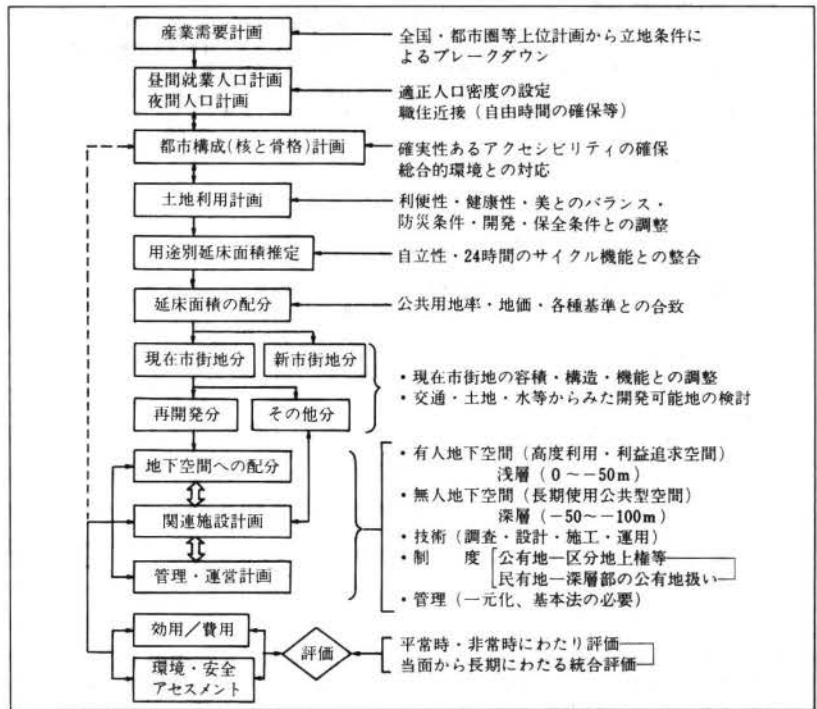 産業需要計画
全国・都市圏等上位計画から立地条件に
よるブレークダウン
昼間就業人口計画
夜間人口計画
適正人口密度の設定
職住近接（自由時間の確保等）
都市構成(核と骨格)計画
確実性あるアクセシビリティの確保
総合的環境との対応
土地利用計画
利便性・健康性・美とのバランス・
防災条件・開発・保全条件との調整
用途別延床面積推定
自立性・24時間のサイクル機能との整合
延床面積の配分
公共用地率・地価・各種基準との合致
現在市街地分
新市街地分
・現在市街地の容積・構造・機能との調整
・交通・土地・水等からみた開発可能地の検討
再開発分
その他分
地下空間への配分
関連施設計画
管理・運営計画
・有人地下空間（高度利用・利益追求空間）
浅層（0〜−50m）
・無人地下空間（長期使用公共型空間）
深層（−50〜−100m）
・技術（調査・設計・施工・運用）
・制　度 公有地—区分地上権等
民有地—深層部の公有地扱い
・管理（一元化、基本法の必要）
効用／費用
環境・安全
アセスメント
評価
平常時・非常時にわたり評価
当面から長期にわたる統合評価